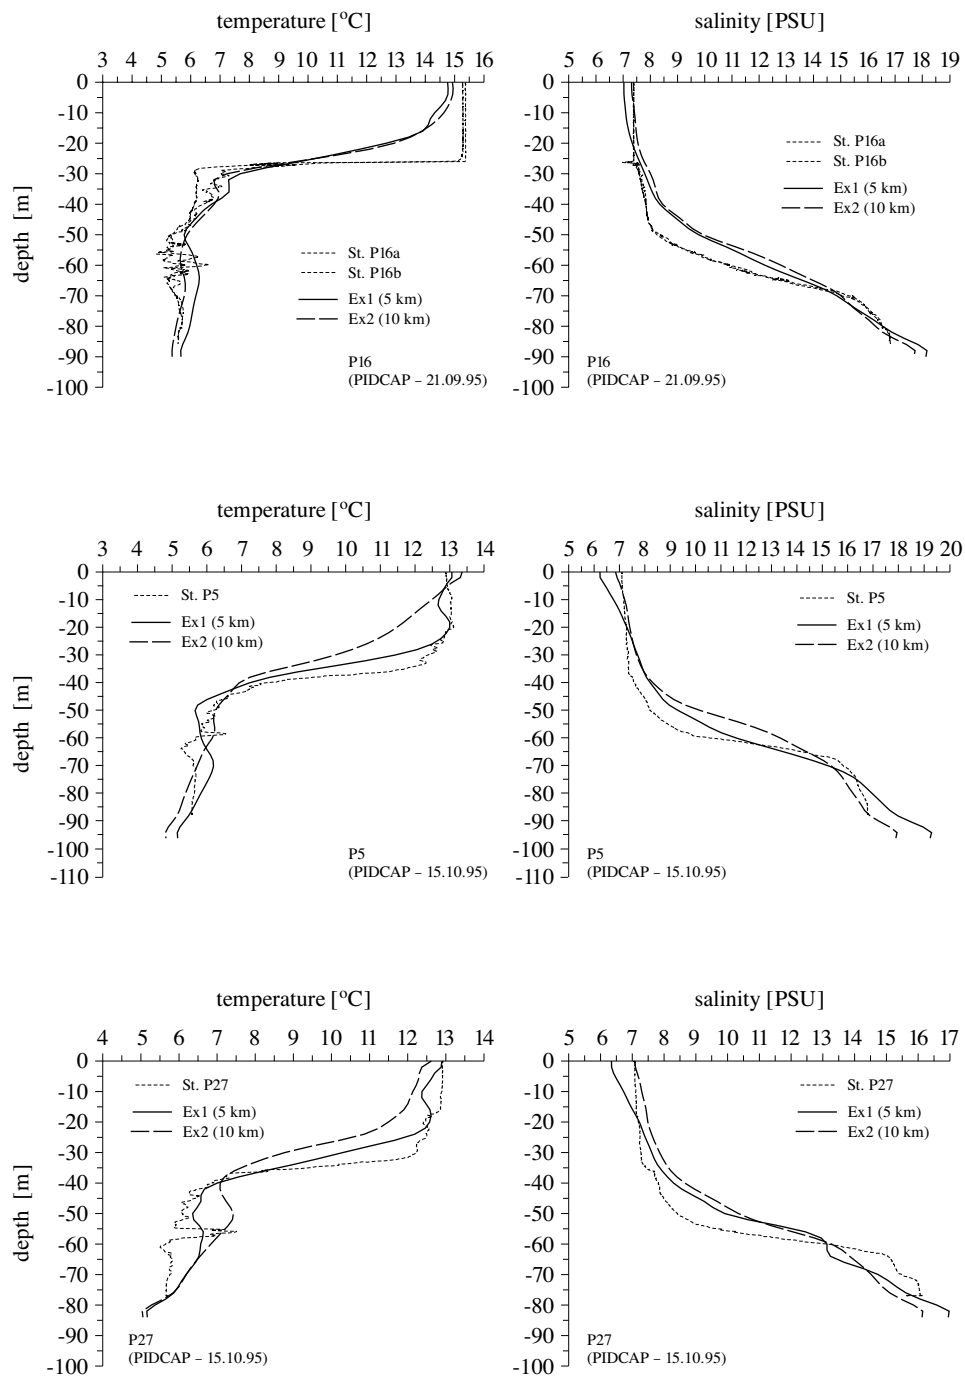 temperature [°C]
3 4 5 6 7 8 9 10 11 12 13 14 15 16
0
-10
-20
-30
-40
-50
-60
-70
-80
-90
-100
depth [m]
St. P16a
St. P16b
Ex1 (5 km)
Ex2 (10 km)
P16
(PIDCAP – 21.09.95)
salinity [PSU]
5 6 7 8 9 10 11 12 13 14 15 16 17 18 19
0
-10
-20
-30
-40
-50
-60
-70
-80
-90
-100
St. P16a
St. P16b
Ex1 (5 km)
Ex2 (10 km)
P16
(PIDCAP – 21.09.95)
temperature [°C]
3 4 5 6 7 8 9 10 11 12 13 14
0
-10
-20
-30
-40
-50
-60
-70
-80
-90
-100
-110
depth [m]
St. P5
Ex1 (5 km)
Ex2 (10 km)
P5
(PIDCAP – 15.10.95)
salinity [PSU]
5 6 7 8 9 10 11 12 13 14 15 16 17 18 19 20
0
-10
-20
-30
-40
-50
-60
-70
-80
-90
-100
-110
St. P5
Ex1 (5 km)
Ex2 (10 km)
P5
(PIDCAP – 15.10.95)
temperature [°C]
4 5 6 7 8 9 10 11 12 13 14
0
-10
-20
-30
-40
-50
-60
-70
-80
-90
-100
depth [m]
St. P27
Ex1 (5 km)
Ex2 (10 km)
P27
(PIDCAP – 15.10.95)
salinity [PSU]
5 6 7 8 9 10 11 12 13 14 15 16 17
0
-10
-20
-30
-40
-50
-60
-70
-80
-90
-100
St. P27
Ex1 (5 km)
Ex2 (10 km)
P27
(PIDCAP – 15.10.95)